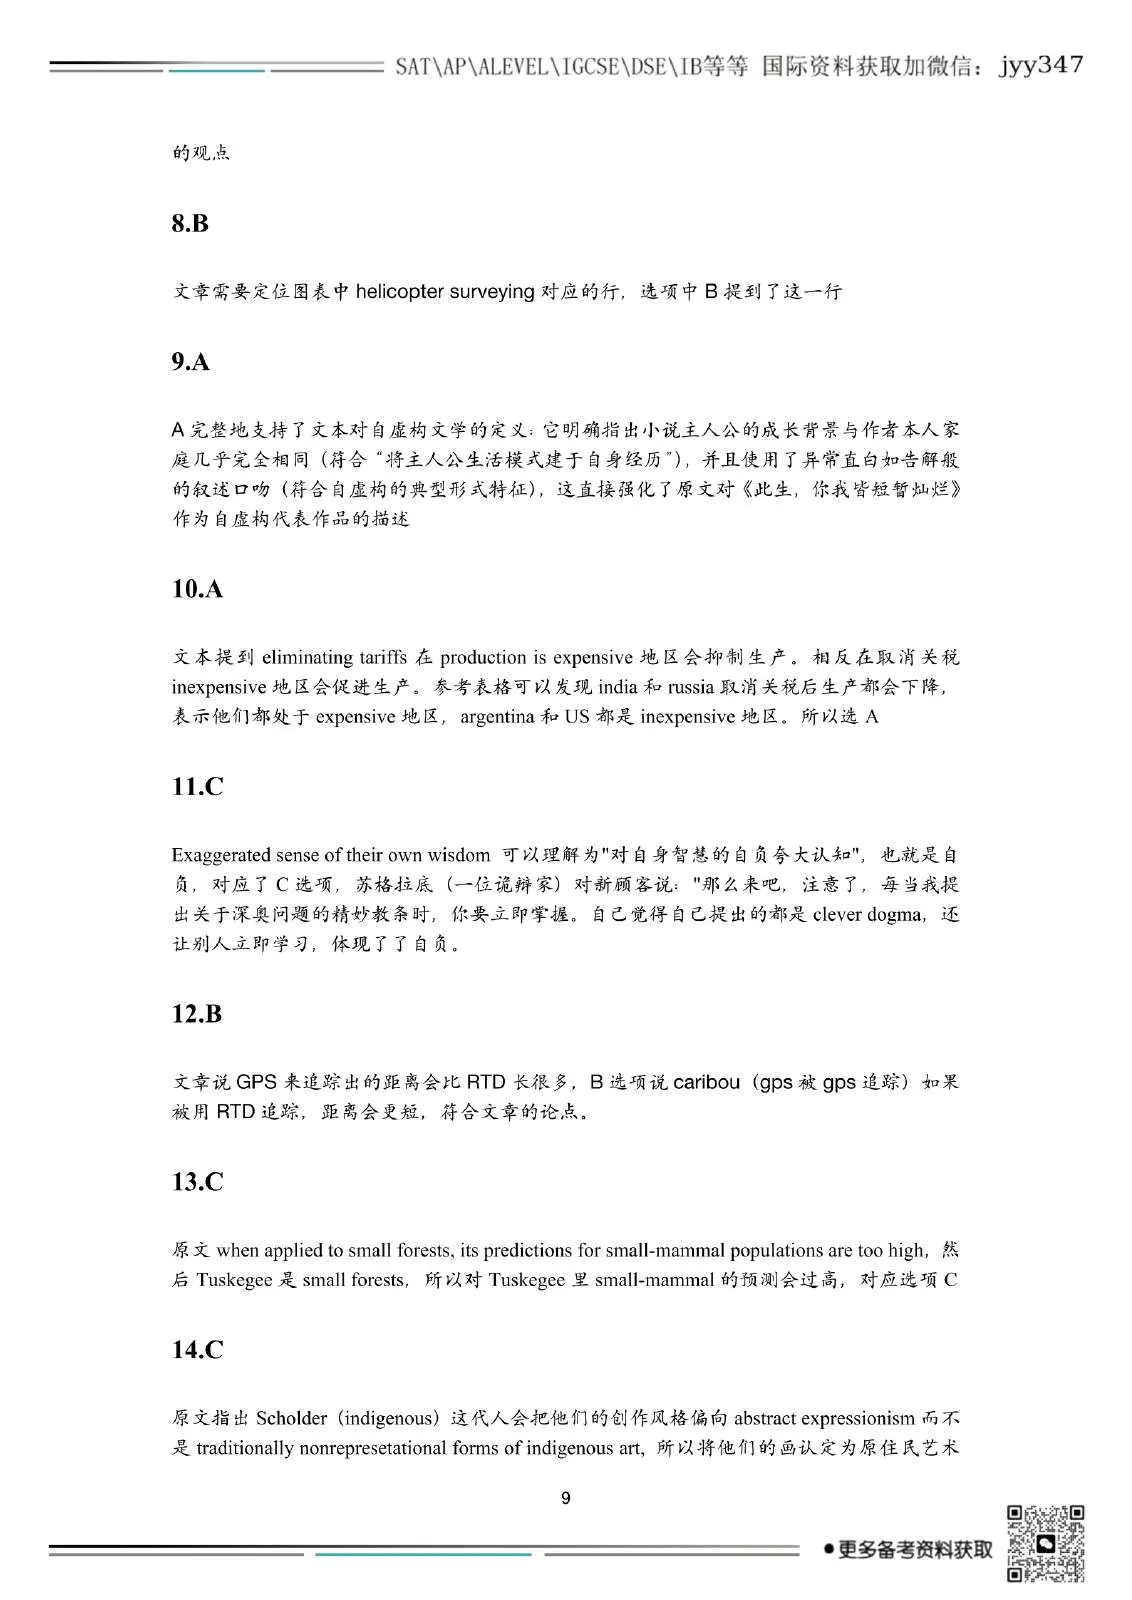 SAT\AP\ALEVEL\IGCSE\DSE\IB等等 国际资料获取加微信：jyy347
的观点
8.B
文章需要定位图表中 helicopter surveying 对应的行，选项中 B 提到了这一行
9.A
A 完整地支持了文本对自虚构文学的定义：它明确指出小说主人公的成长背景与作者本人家
庭几乎完全相同（符合“将主人公生活模式建于自身经历”），并且使用了异常直白如告解般
的叙述口吻（符合自虚构的典型形式特征），这直接强化了原文对《此生，你我皆短暂灿烂》
作为自虚构代表作品的描述
10.A
文本提到 eliminating tariffs 在 production is expensive 地区会抑制生产。相反在取消关税
inexpensive 地区会促进生产。参考表格可以发现 india 和 russia 取消关税后生产都会下降，
表示他们都处于 expensive 地区，argentina 和 US 都是 inexpensive 地区。所以选 A
11.C
Exaggerated sense of their own wisdom 可以理解为"对自身智慧的自负夸大认知"，也就是自
负，对应了 C 选项，苏格拉底（一位诡辩家）对新顾客说："那么来吧，注意了，每当我提
出关于深奥问题的精妙教条时，你要立即掌握。自己觉得自己提出的都是 clever dogma，还
让别人立即学习，体现了了自负。
12.B
文章说 GPS 来追踪出的距离会比 RTD 长很多，B 选项说 caribou（gps 被 gps 追踪）如果
被用 RTD 追踪，距离会更短，符合文章的论点。
13.C
原文 when applied to small forests, its predictions for small-mammal populations are too high，然
后 Tuskegee 是 small forests，所以对 Tuskegee 里 small-mammal 的预测会过高，对应选项 C
14.C
原文指出 Scholder（indigenous）这代人会把他们的创作风格偏向 abstract expressionism 而不
是 traditionally nonrepresetational forms of indigenous art, 所以将他们的画认定为原住民艺术
9
●更多备考资料获取